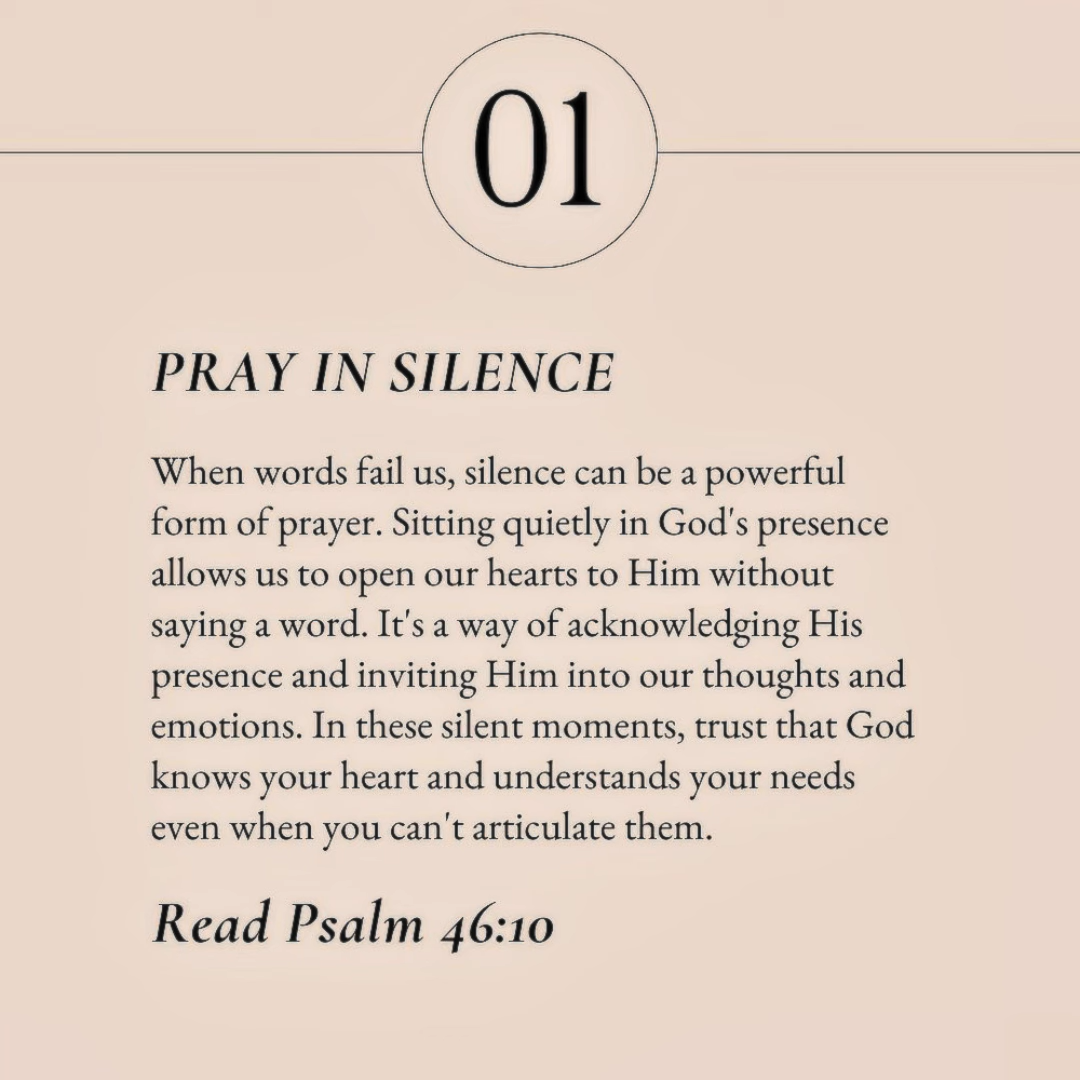 01
PRAY IN SILENCE
When words fail us, silence can be a powerful
form of prayer. Sitting quietly in God's presence
allows us to open our hearts to Him without
saying a word. It's a way of acknowledging His
presence and inviting Him into our thoughts and
emotions. In these silent moments, trust that God
knows your heart and understands your needs
even when you can't articulate them.
Read Psalm 46:10